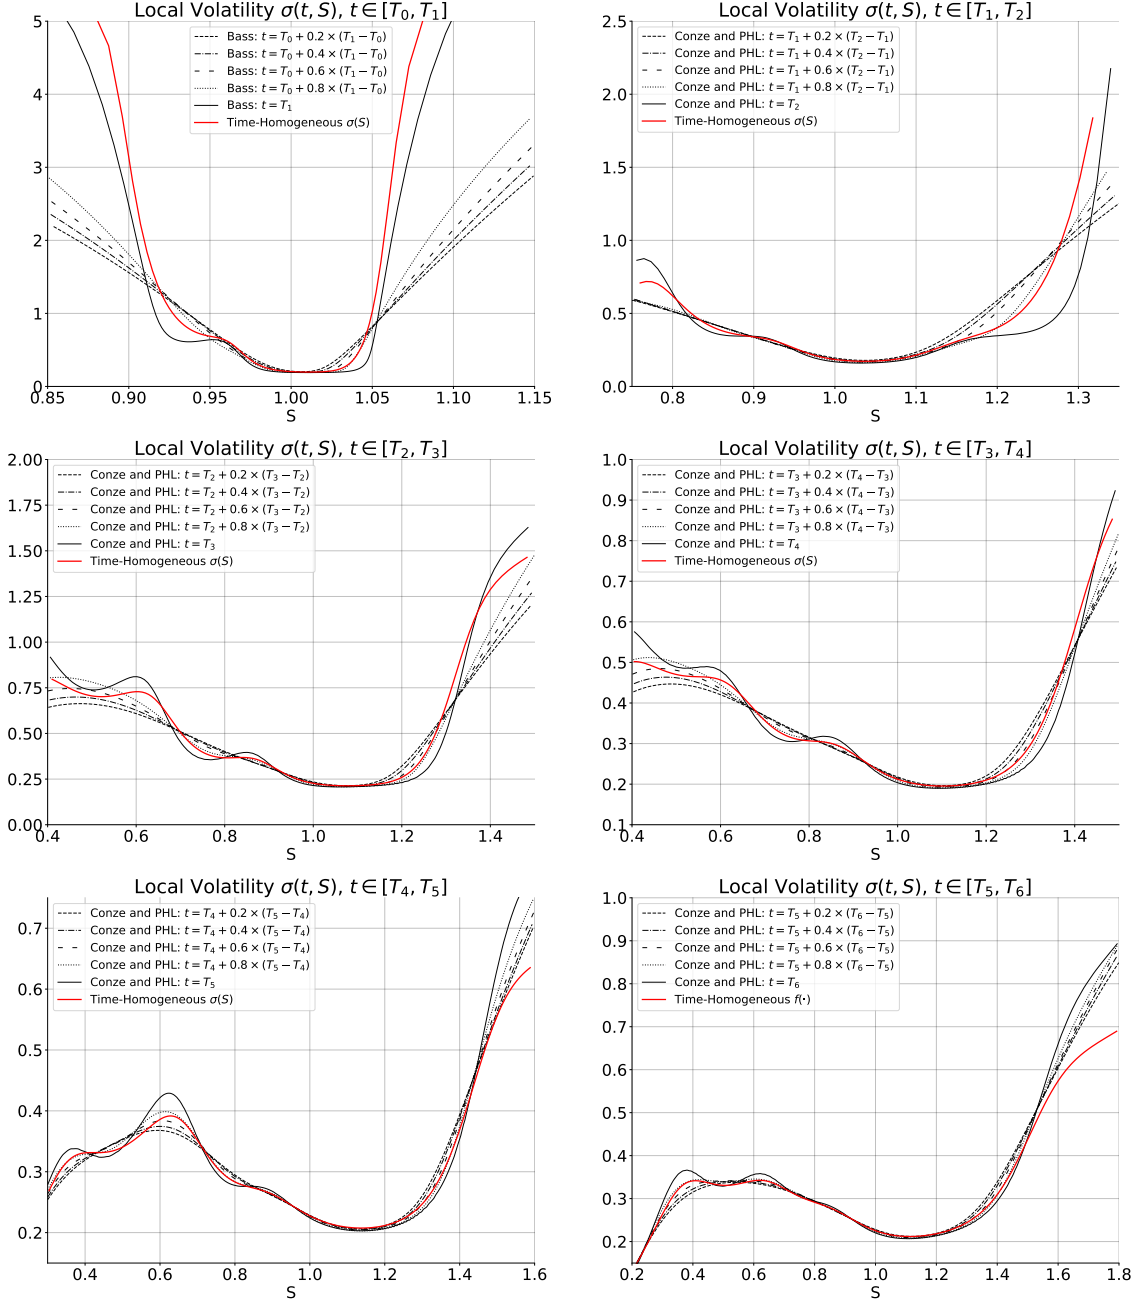 Local Volatility σ(t, S), t ∈ [T₀, T₁]
Bass: t = T₀ + 0.2 × (T₁ − T₀)
Bass: t = T₀ + 0.4 × (T₁ − T₀)
Bass: t = T₀ + 0.6 × (T₁ − T₀)
Bass: t = T₀ + 0.8 × (T₁ − T₀)
Bass: t = T₁
Time-Homogeneous σ(S)
5
4
3
2
1
0
0.85 0.90 0.95 1.00 1.05 1.10 1.15
S
Local Volatility σ(t, S), t ∈ [T₁, T₂]
Conze and PHL: t = T₁ + 0.2 × (T₂ − T₁)
Conze and PHL: t = T₁ + 0.4 × (T₂ − T₁)
Conze and PHL: t = T₁ + 0.6 × (T₂ − T₁)
Conze and PHL: t = T₁ + 0.8 × (T₂ − T₁)
Conze and PHL: t = T₂
Time-Homogeneous σ(S)
2.5
2.0
1.5
1.0
0.5
0.0
0.8 0.9 1.0 1.1 1.2 1.3
S
Local Volatility σ(t, S), t ∈ [T₂, T₃]
Conze and PHL: t = T₂ + 0.2 × (T₃ − T₂)
Conze and PHL: t = T₂ + 0.4 × (T₃ − T₂)
Conze and PHL: t = T₂ + 0.6 × (T₃ − T₂)
Conze and PHL: t = T₂ + 0.8 × (T₃ − T₂)
Conze and PHL: t = T₃
Time-Homogeneous σ(S)
2.00
1.75
1.50
1.25
1.00
0.75
0.50
0.25
0.00
0.4 0.6 0.8 1.0 1.2 1.4
S
Local Volatility σ(t, S), t ∈ [T₃, T₄]
Conze and PHL: t = T₃ + 0.2 × (T₄ − T₃)
Conze and PHL: t = T₃ + 0.4 × (T₄ − T₃)
Conze and PHL: t = T₃ + 0.6 × (T₄ − T₃)
Conze and PHL: t = T₃ + 0.8 × (T₄ − T₃)
Conze and PHL: t = T₄
Time-Homogeneous σ(S)
1.0
0.9
0.8
0.7
0.6
0.5
0.4
0.3
0.2
0.1
0.4 0.6 0.8 1.0 1.2 1.4
S
Local Volatility σ(t, S), t ∈ [T₄, T₅]
Conze and PHL: t = T₄ + 0.2 × (T₅ − T₄)
Conze and PHL: t = T₄ + 0.4 × (T₅ − T₄)
Conze and PHL: t = T₄ + 0.6 × (T₅ − T₄)
Conze and PHL: t = T₄ + 0.8 × (T₅ − T₄)
Conze and PHL: t = T₅
Time-Homogeneous σ(S)
0.7
0.6
0.5
0.4
0.3
0.2
0.4 0.6 0.8 1.0 1.2 1.4 1.6
S
Local Volatility σ(t, S), t ∈ [T₅, T₆]
Conze and PHL: t = T₅ + 0.2 × (T₆ − T₅)
Conze and PHL: t = T₅ + 0.4 × (T₆ − T₅)
Conze and PHL: t = T₅ + 0.6 × (T₆ − T₅)
Conze and PHL: t = T₅ + 0.8 × (T₆ − T₅)
Conze and PHL: t = T₆
Time-Homogeneous f(·)
1.0
0.9
0.8
0.7
0.6
0.5
0.4
0.3
0.2
0.2 0.4 0.6 0.8 1.0 1.2 1.4 1.6 1.8
S